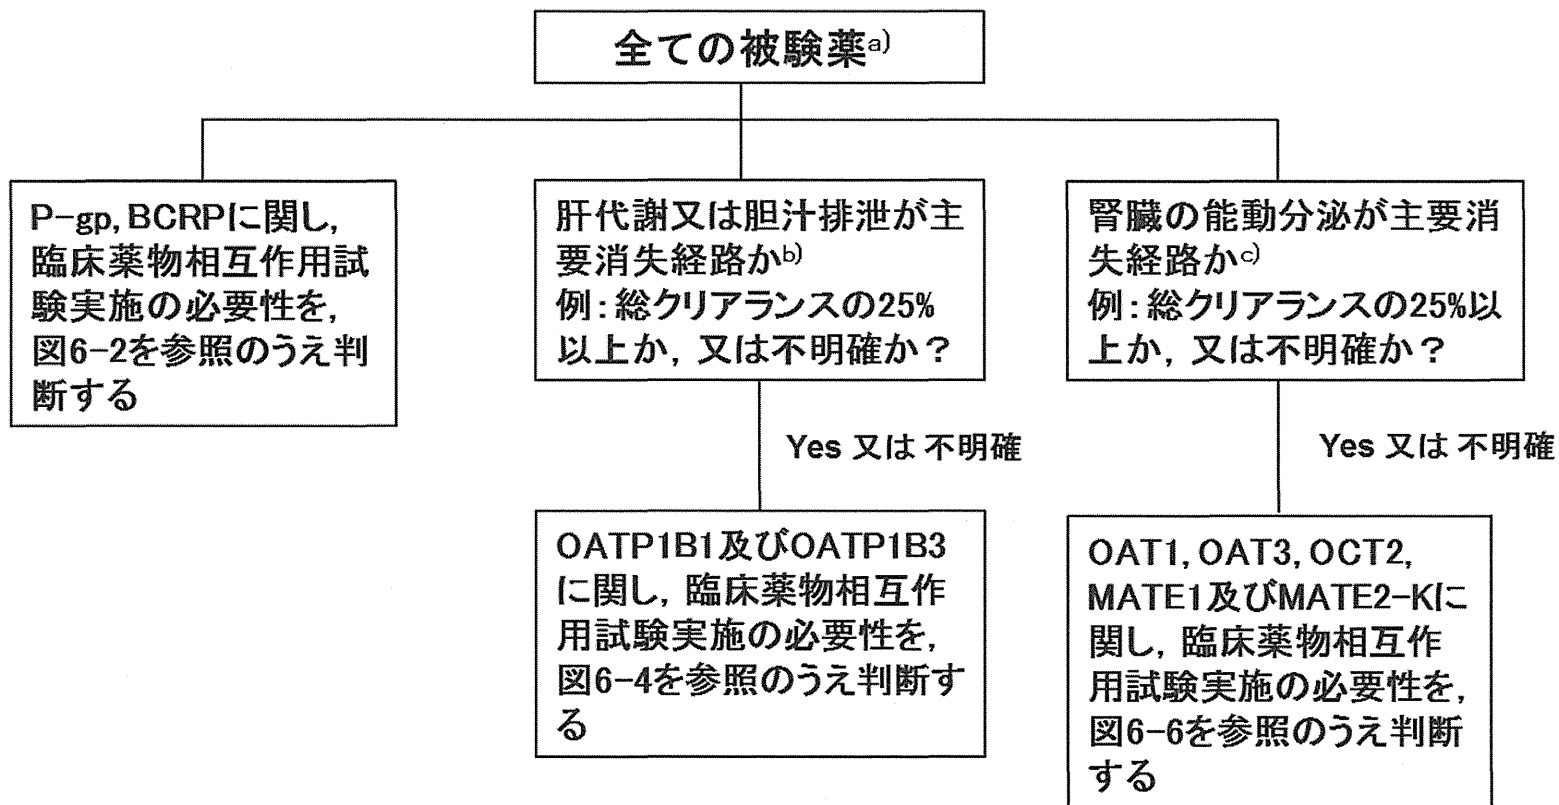 全ての被験薬a)
P-gp, BCRPに関し,
臨床薬物相互作用試
験実施の必要性を,
図6-2を参照のうえ判
断する
肝代謝又は胆汁排泄が主
要消失経路かb)
例：総クリアランスの25%
以上か, 又は不明確か？
腎臓の能動分泌が主要消
失経路かc)
例：総クリアランスの25%以
上か, 又は不明確か？
Yes 又は 不明確
Yes 又は 不明確
OATP1B1及びOATP1B3
に関し, 臨床薬物相互作
用試験実施の必要性を,
図6-4を参照のうえ判断す
る
OAT1, OAT3, OCT2,
MATE1及びMATE2-Kに
関し, 臨床薬物相互作
用試験実施の必要性を,
図6-6を参照のうえ判断
する